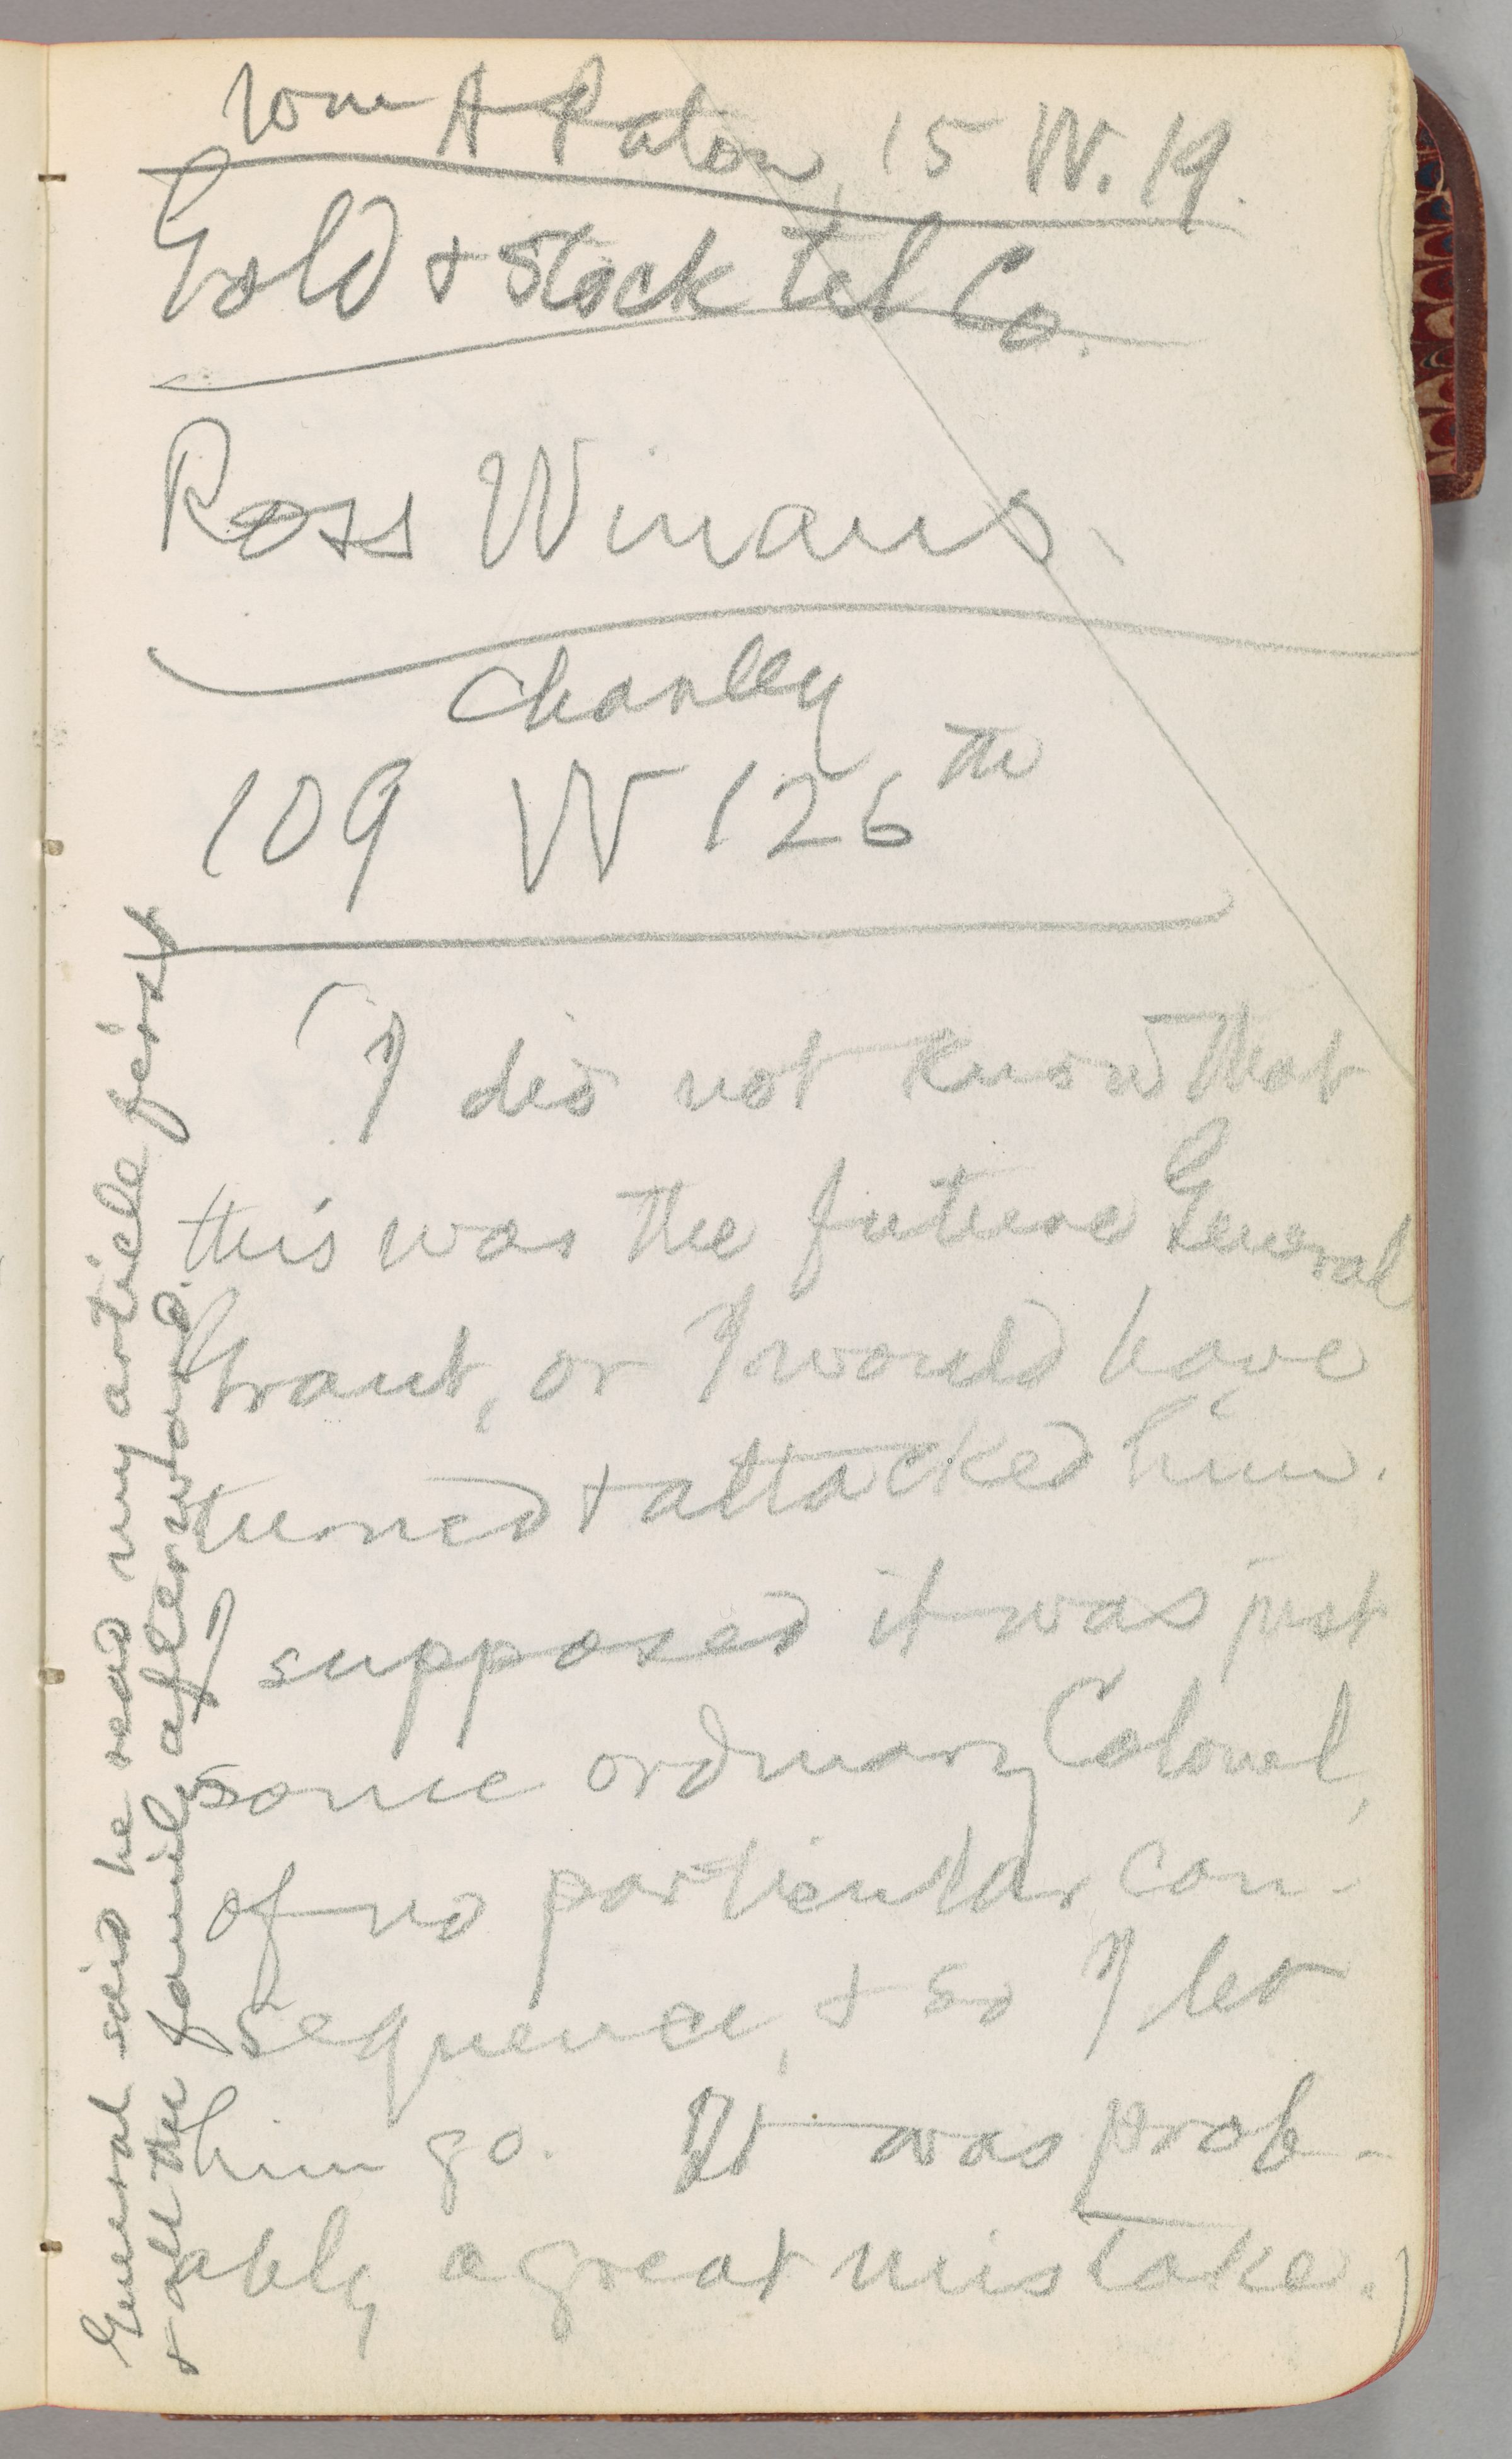 Wm A Paton, 15 W. 19.
Gold & Stock Tel Co.
Ross Winans.
Charley
109 W 126th
(I did not know that
this was the future General
Grant, or I would have
turned & attacked him.
I supposed it was just
some ordinary Colonel,
of no particular con-
sequence, & so I let
him go. It was prob-
ably a great mistake.)
General said he read my article first
& all the family afterward.